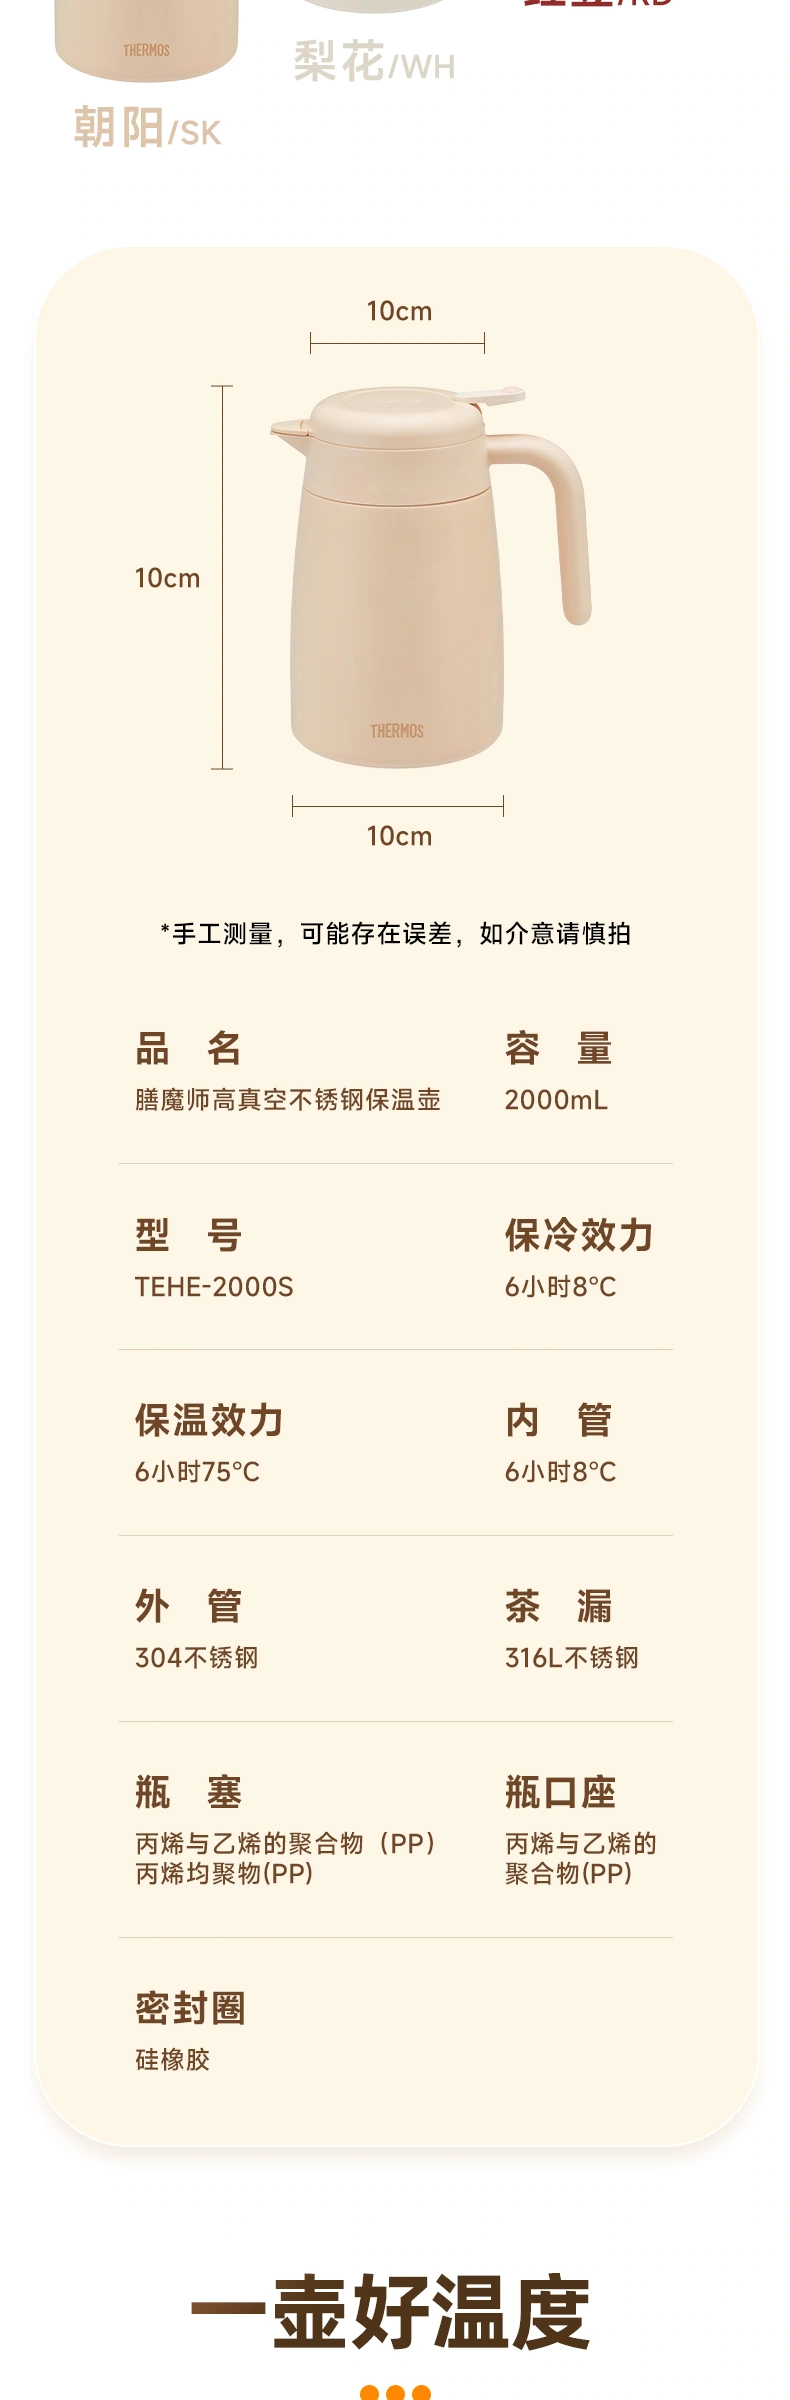 THERMOS
梨花/WH
朝阳/SK
10cm
10cm
THERMOS
10cm
*手工测量，可能存在误差，如介意请慎拍
品 名
膳魔师高真空不锈钢保温壶
容 量
2000mL
型 号
TEHE-2000S
保冷效力
6小时8°C
保温效力
6小时75°C
内 管
6小时8°C
外 管
304不锈钢
茶 漏
316L不锈钢
瓶 塞
丙烯与乙烯的聚合物（PP）
丙烯均聚物(PP)
瓶口座
丙烯与乙烯的
聚合物(PP)
密封圈
硅橡胶
一壶好温度